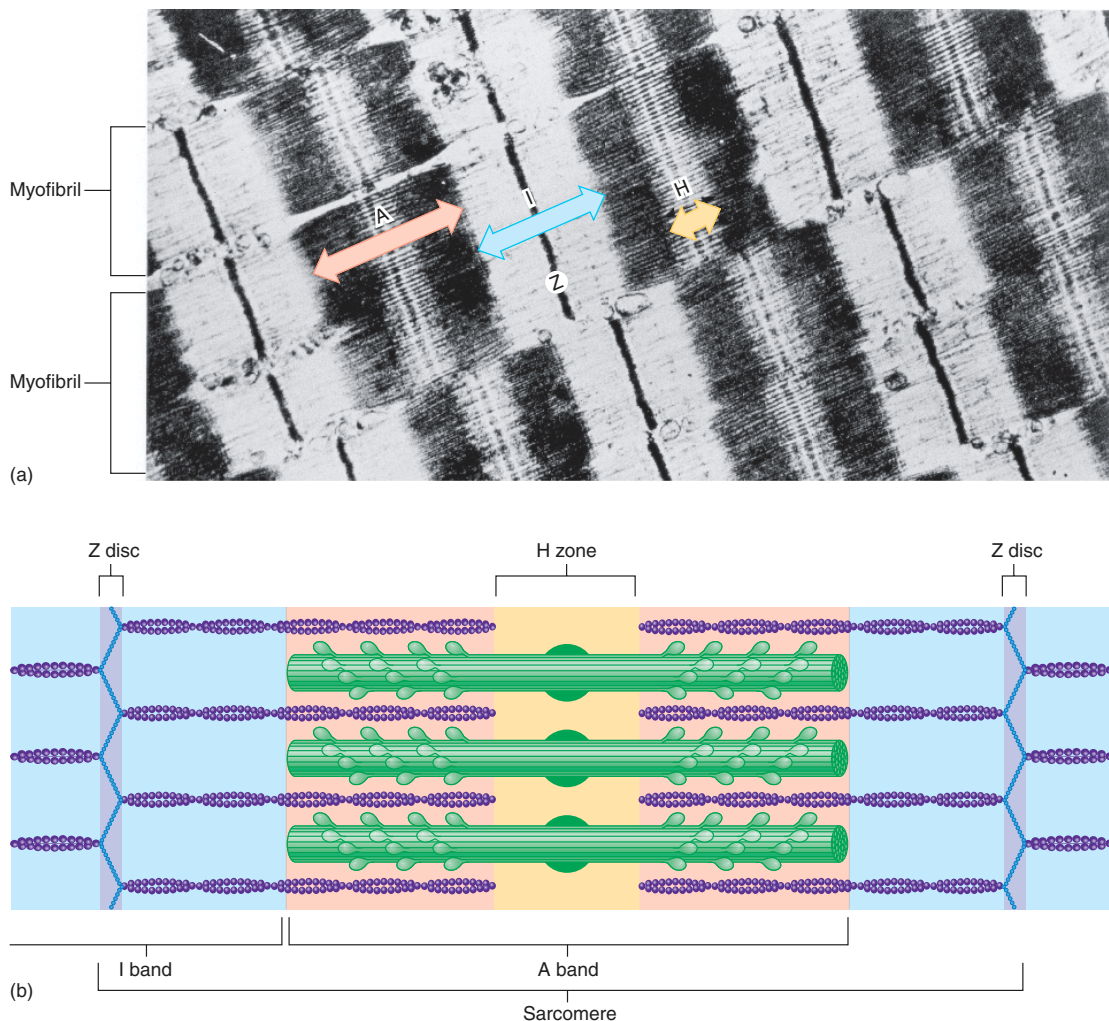 Myofibril
A
I
H
Z
Myofibril
(a)
Z disc
H zone
Z disc
I band
A band
(b)
Sarcomere